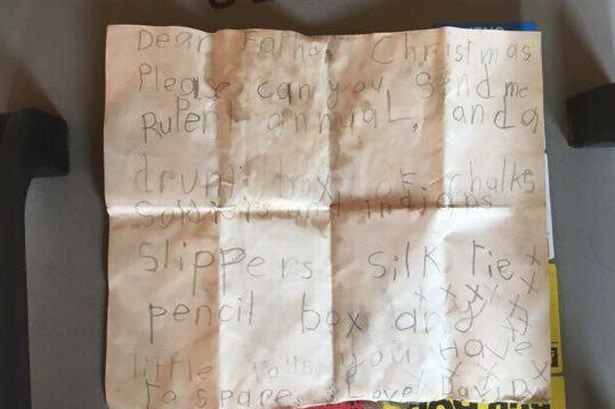 Dear Father Christmas
Please can you Send me
RuPert annual, and a
drum box of chalks
Soldiers and indians
slippers silk tie x
pencil box any
little Toys you Have
To spare Love David